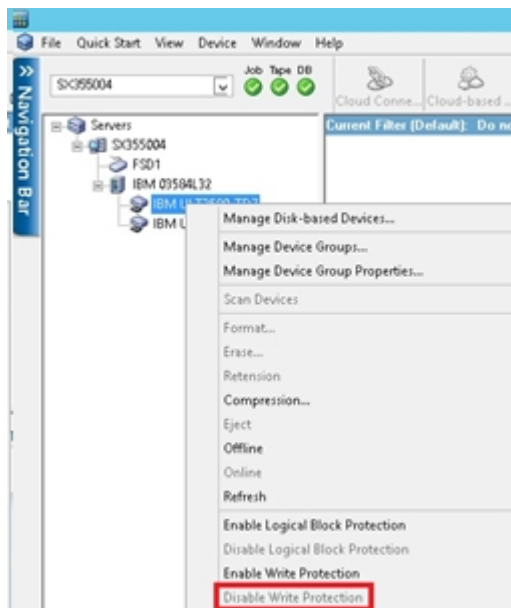 File Quick Start View Device Window Help
SX355004
Job Tape DB
Cloud Conne... Cloud-based ...
Navigation Bar
Current Filter (Default): Do no
Servers
SX355004
FSD1
IBM 03584L32
IBM
IBM
Manage Disk-based Devices...
Manage Device Groups...
Manage Device Group Properties...
Scan Devices
Format...
Erase...
Retension
Compression...
Eject
Offline
Online
Refresh
Enable Logical Block Protection
Disable Logical Block Protection
Enable Write Protection
Disable Write Protection